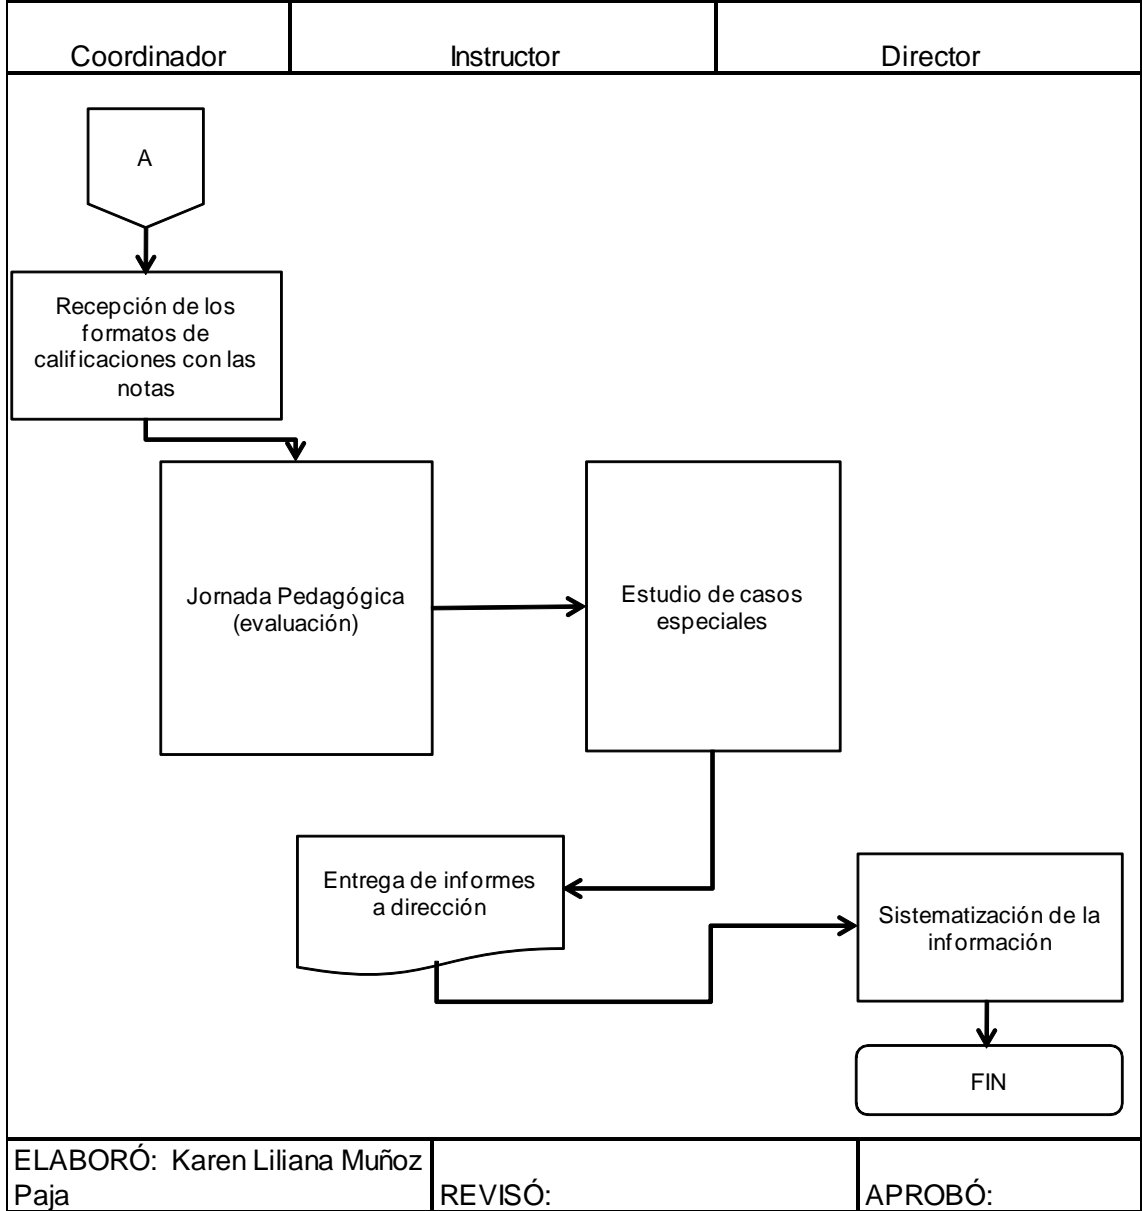 Coordinador
Instructor
Director
A
Recepción de los
formatos de
calificaciones con las
notas
Jornada Pedagógica
(evaluación)
Estudio de casos
especiales
Entrega de informes
a dirección
Sistematización de la
información
FIN
ELABORÓ: Karen Liliana Muñoz
Paja
REVISÓ:
APROBÓ: